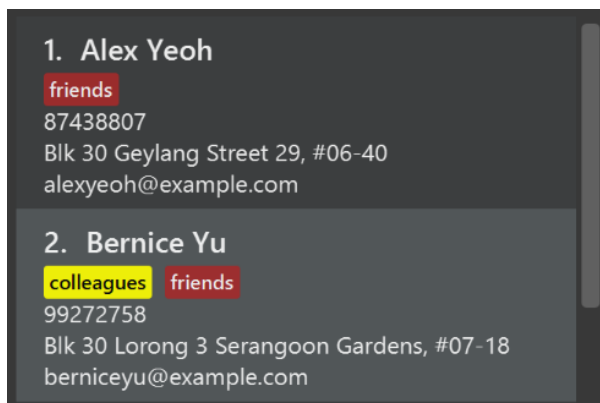 1. Alex Yeoh
friends
87438807
Blk 30 Geylang Street 29, #06-40
alexyeoh@example.com
2. Bernice Yu
colleagues friends
99272758
Blk 30 Lorong 3 Serangoon Gardens, #07-18
berniceyu@example.com